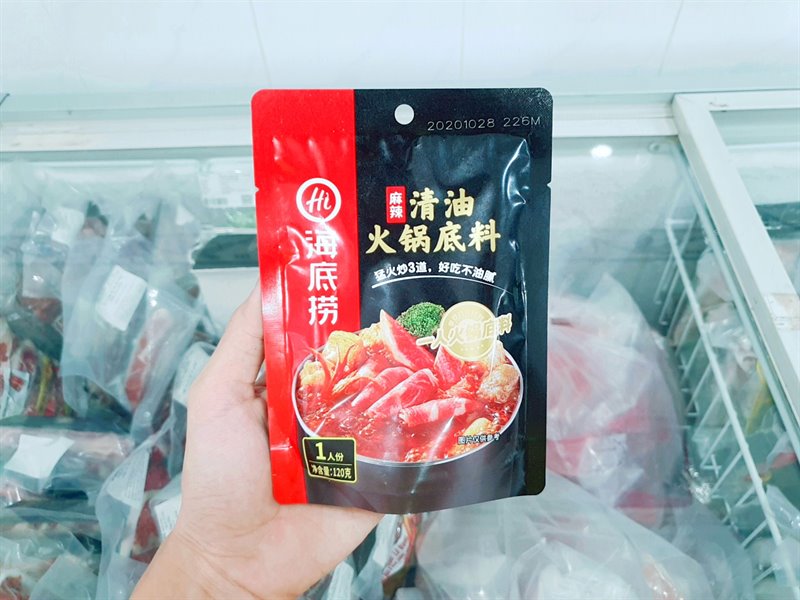 20201028 226M
Hi
海底捞
麻辣
清油
火锅底料
猛火炒3道，好吃不油腻
一人火锅底料
图片仅供参考
1人份
净含量:120克